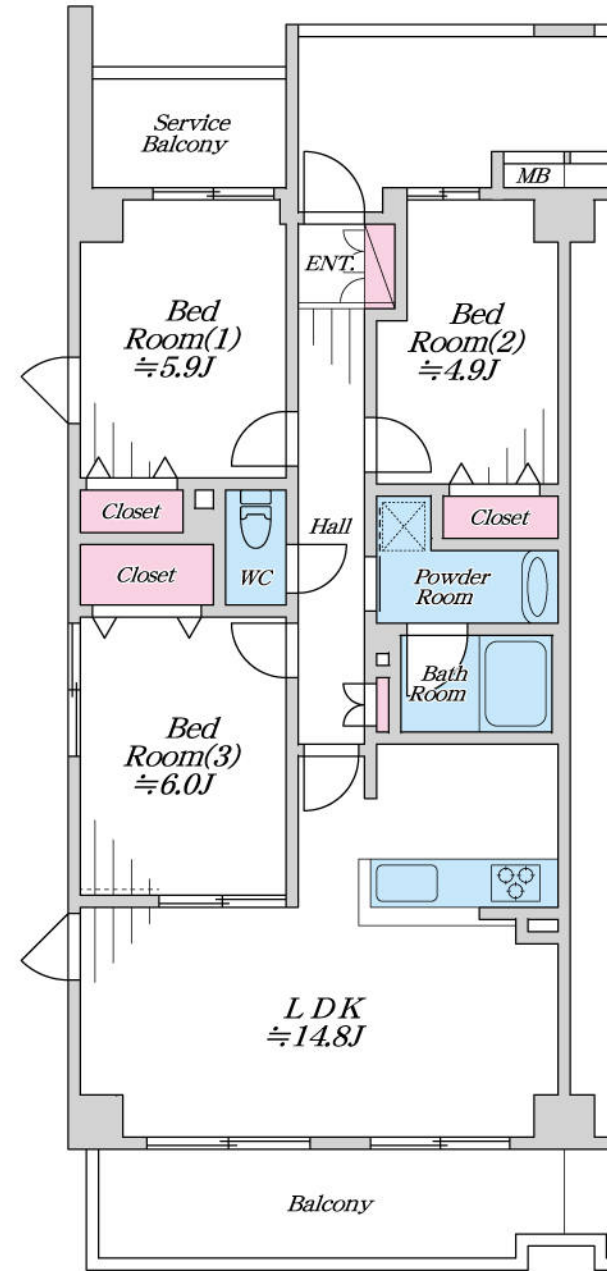 Service
Balcony
MB
ENT.
Bed
Room(1)
≒5.9J
Bed
Room(2)
≒4.9J
Closet
Closet
Hall
Closet
WC
Powder
Room
Bath
Room
Bed
Room(3)
≒6.0J
LDK
≒14.8J
Balcony